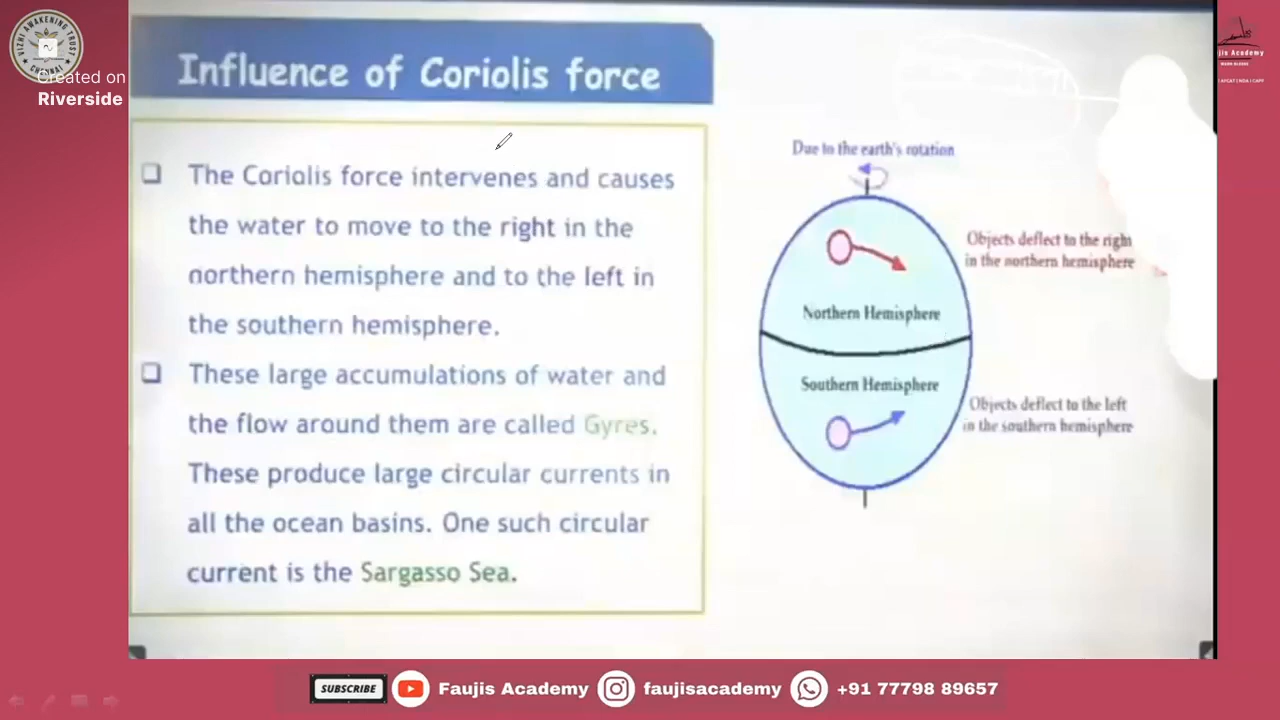 VIZHI AWAKENING TRUST
CHENNAI
Created on
Riverside
Influence of Coriolis force
❑ The Coriolis force intervenes and causes
the water to move to the right in the
northern hemisphere and to the left in
the southern hemisphere.
❑ These large accumulations of water and
the flow around them are called Gyres.
These produce large circular currents in
all the ocean basins. One such circular
current is the Sargasso Sea.
Due to the earth's rotation
Objects deflect to the right
in the northern hemisphere
Northern Hemisphere
Southern Hemisphere
Objects deflect to the left
in the southern hemisphere
Academy
SUBSCRIBE
Faujis Academy
faujisacademy
+91 77798 89657